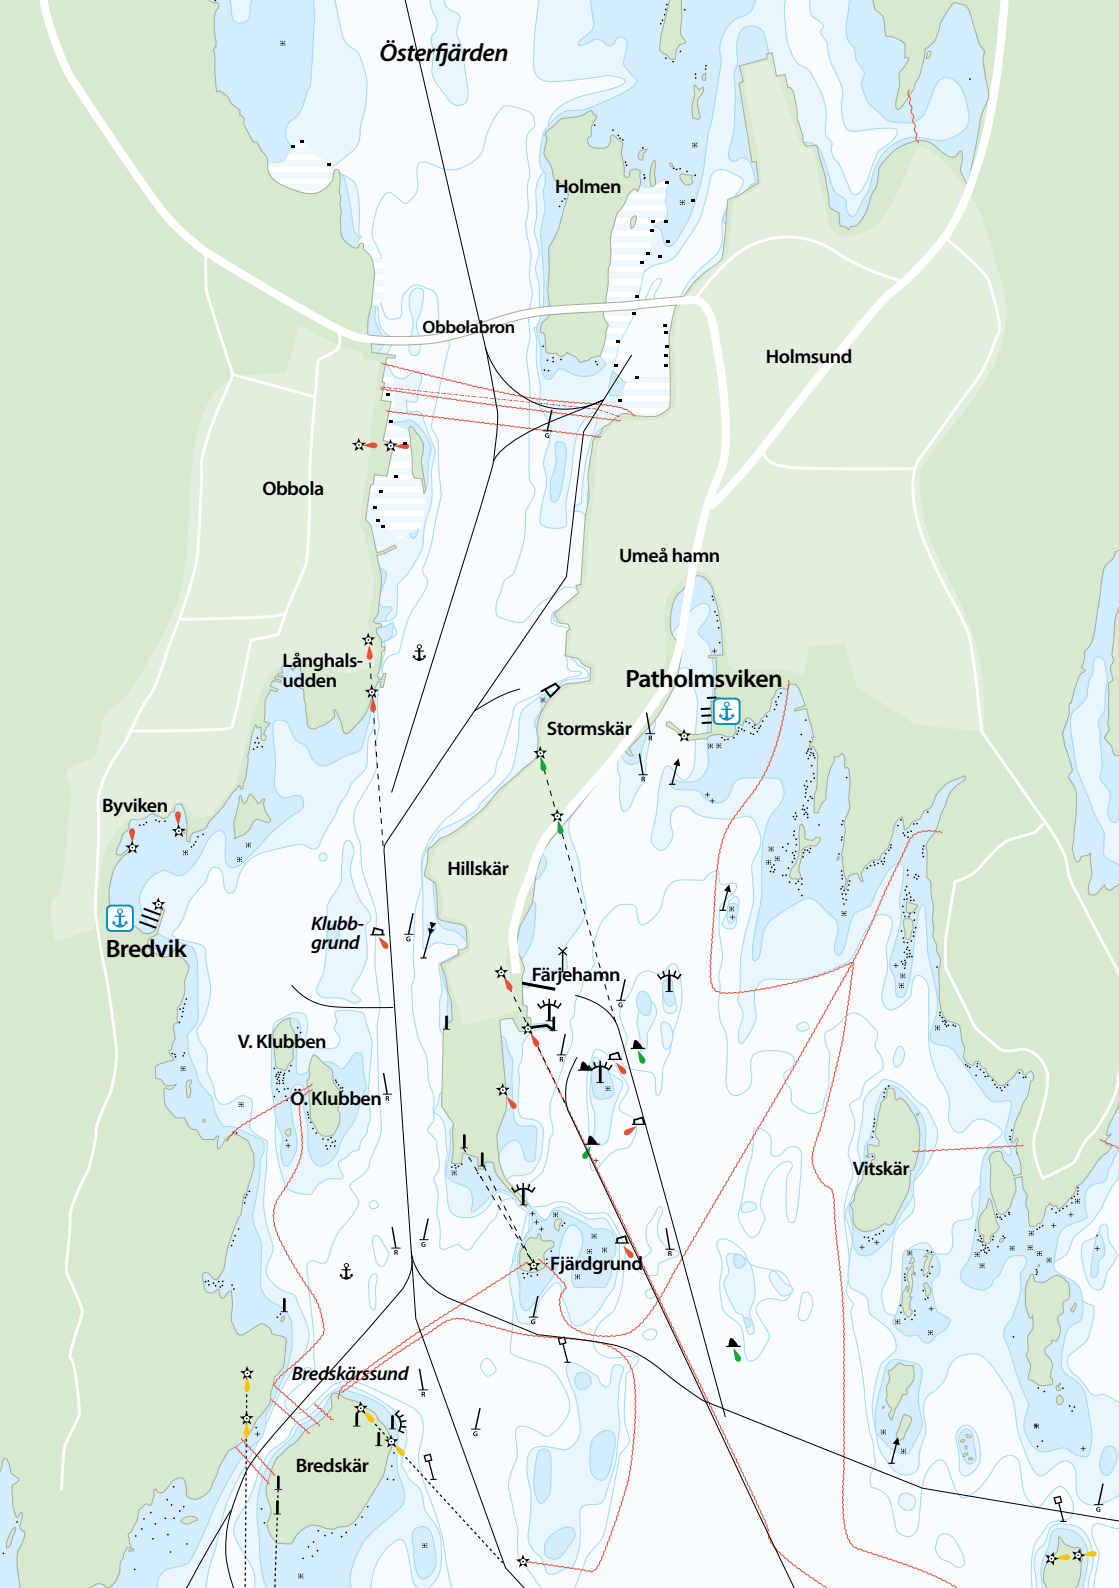 Österfjärden
Holmen
Obbolabron
Holmsund
G
Obbola
Umeå hamn
Långhals-
udden
Patholmsviken
Stormskär
R
R
Byviken
Hillskär
Klubb-
grund
G
Bredvik
Färjehamn
G
V. Klubben
R
Ö. Klubben
R
Vitskär
R
G
R
Fjärdgrund
G
Bredskärssund
R
G
Bredskär
G